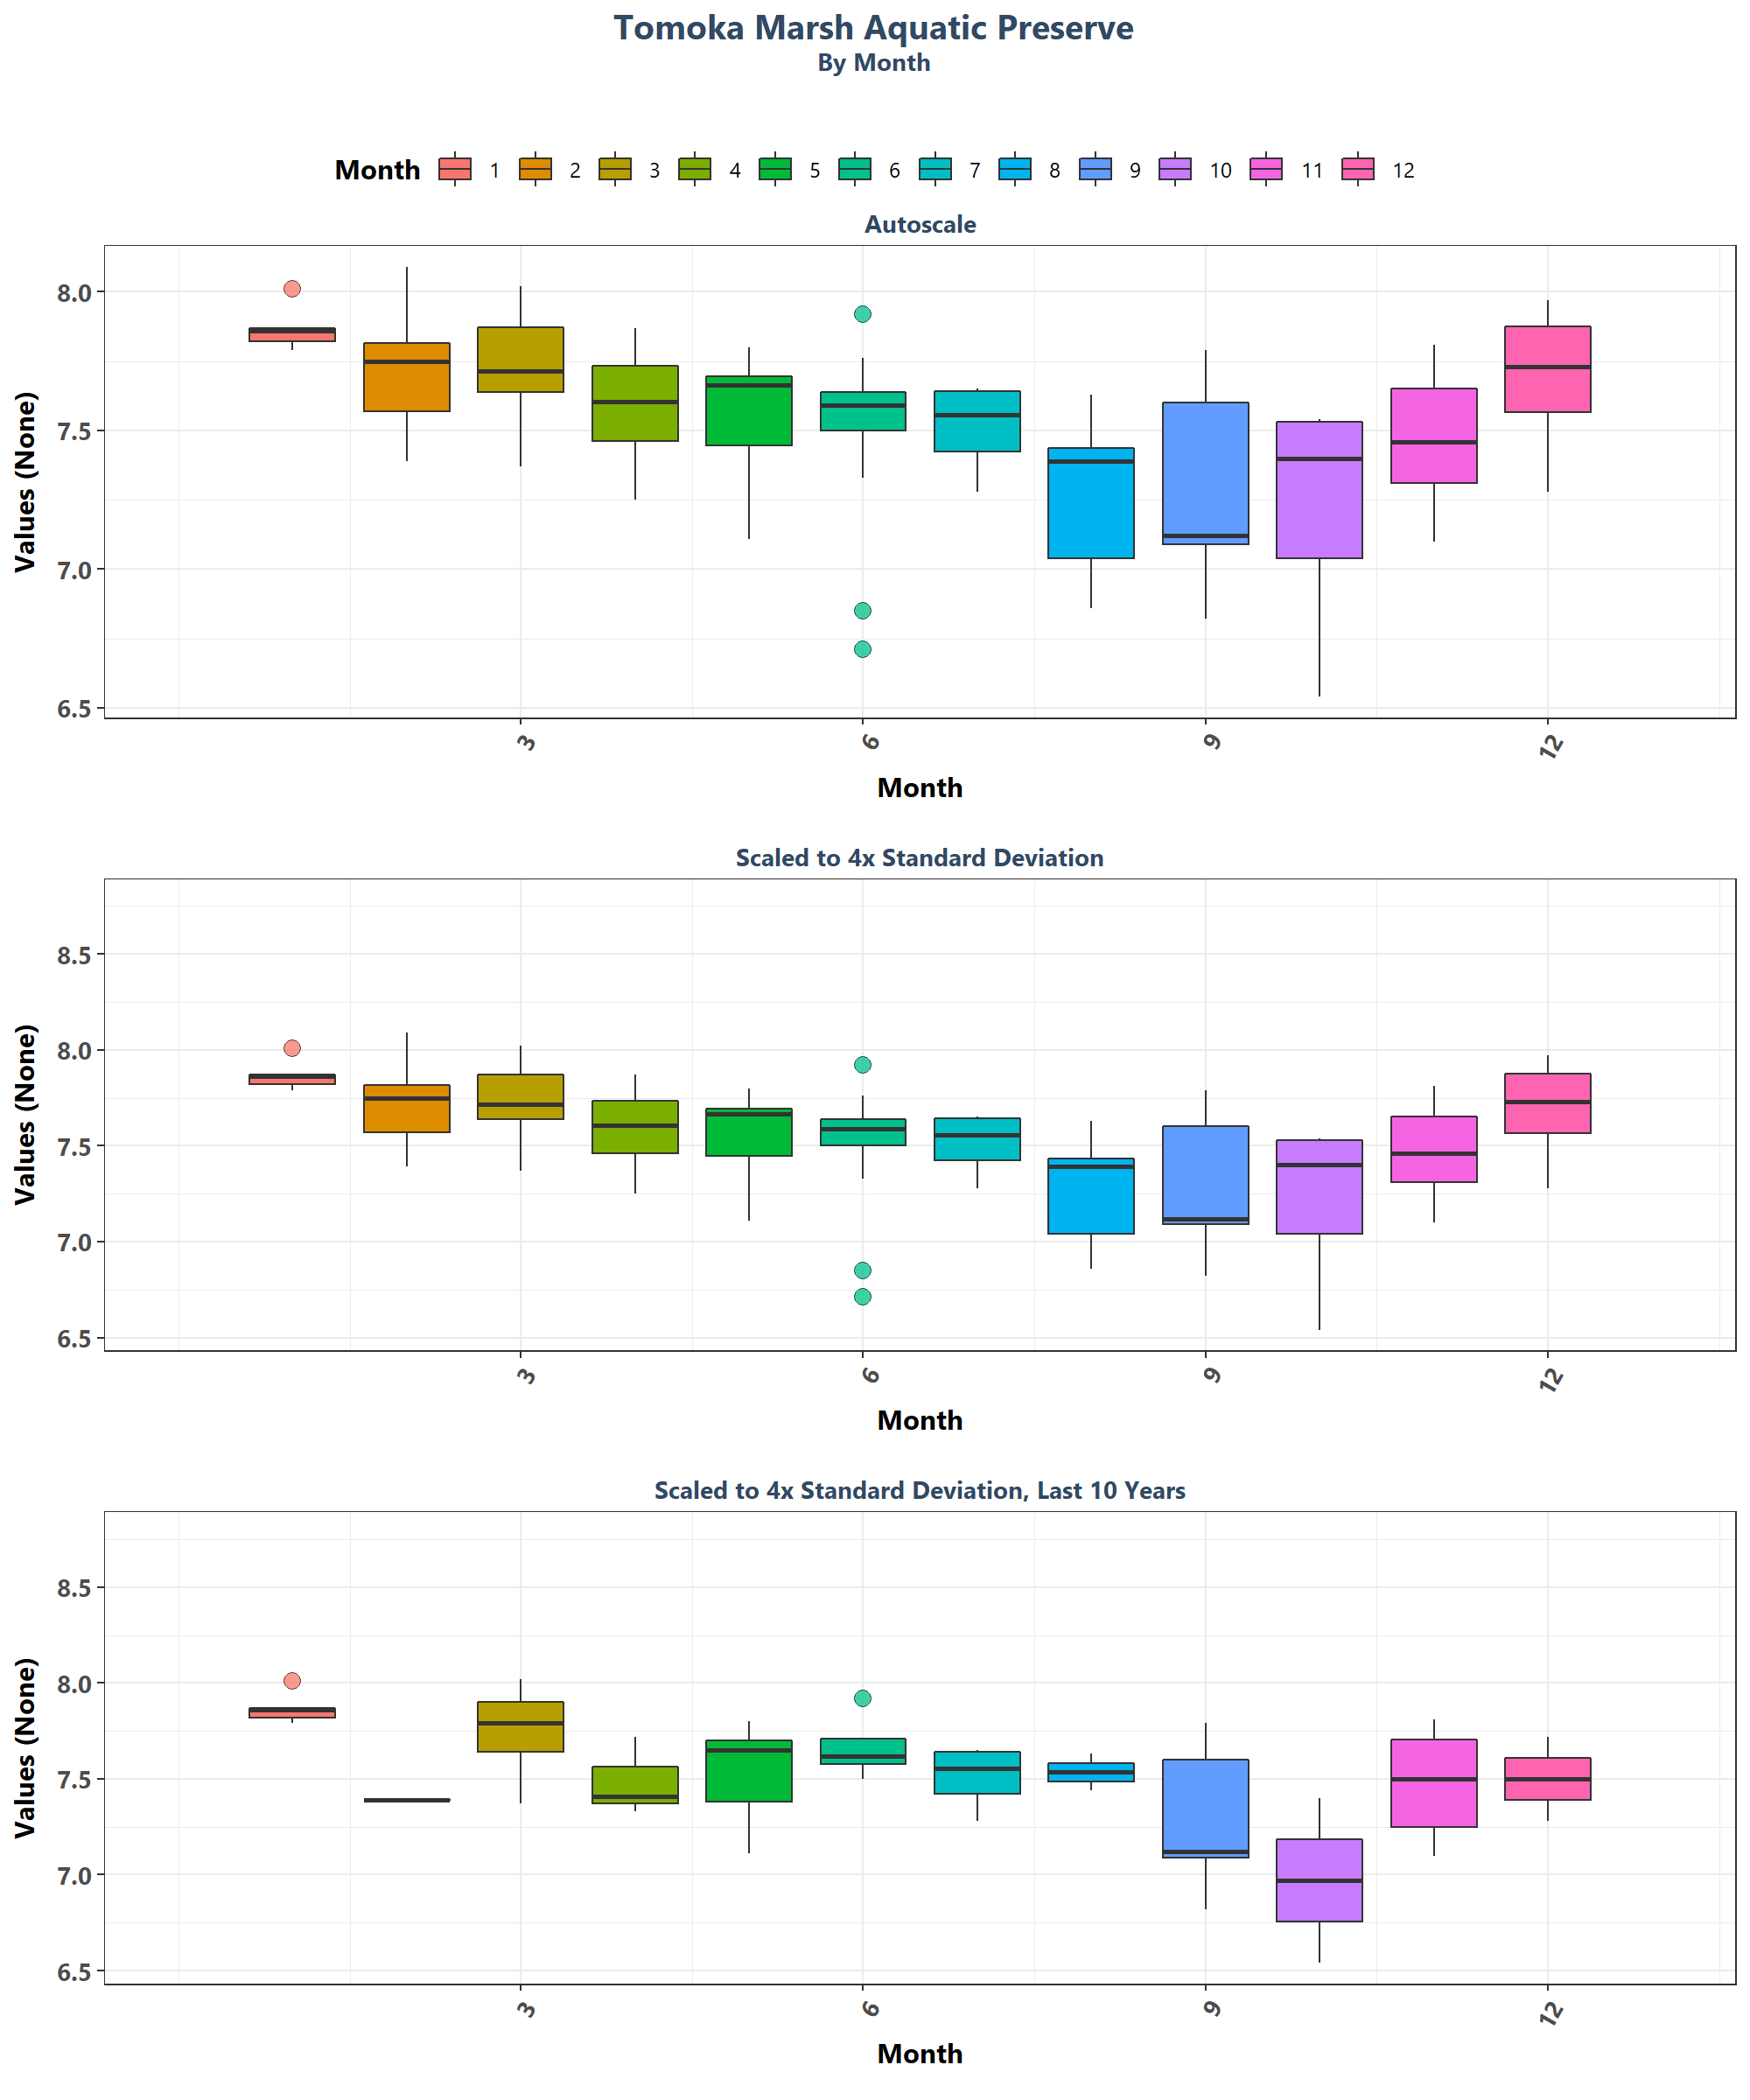 Tomoka Marsh Aquatic Preserve
By Month
Month 1 2 3 4 5 6 7 8 9 10 11 12
Autoscale
Values (None)
8.0
7.5
7.0
6.5
3 6 9 12
Month
Scaled to 4x Standard Deviation
Values (None)
8.5
8.0
7.5
7.0
6.5
3 6 9 12
Month
Scaled to 4x Standard Deviation, Last 10 Years
Values (None)
8.5
8.0
7.5
7.0
6.5
3 6 9 12
Month